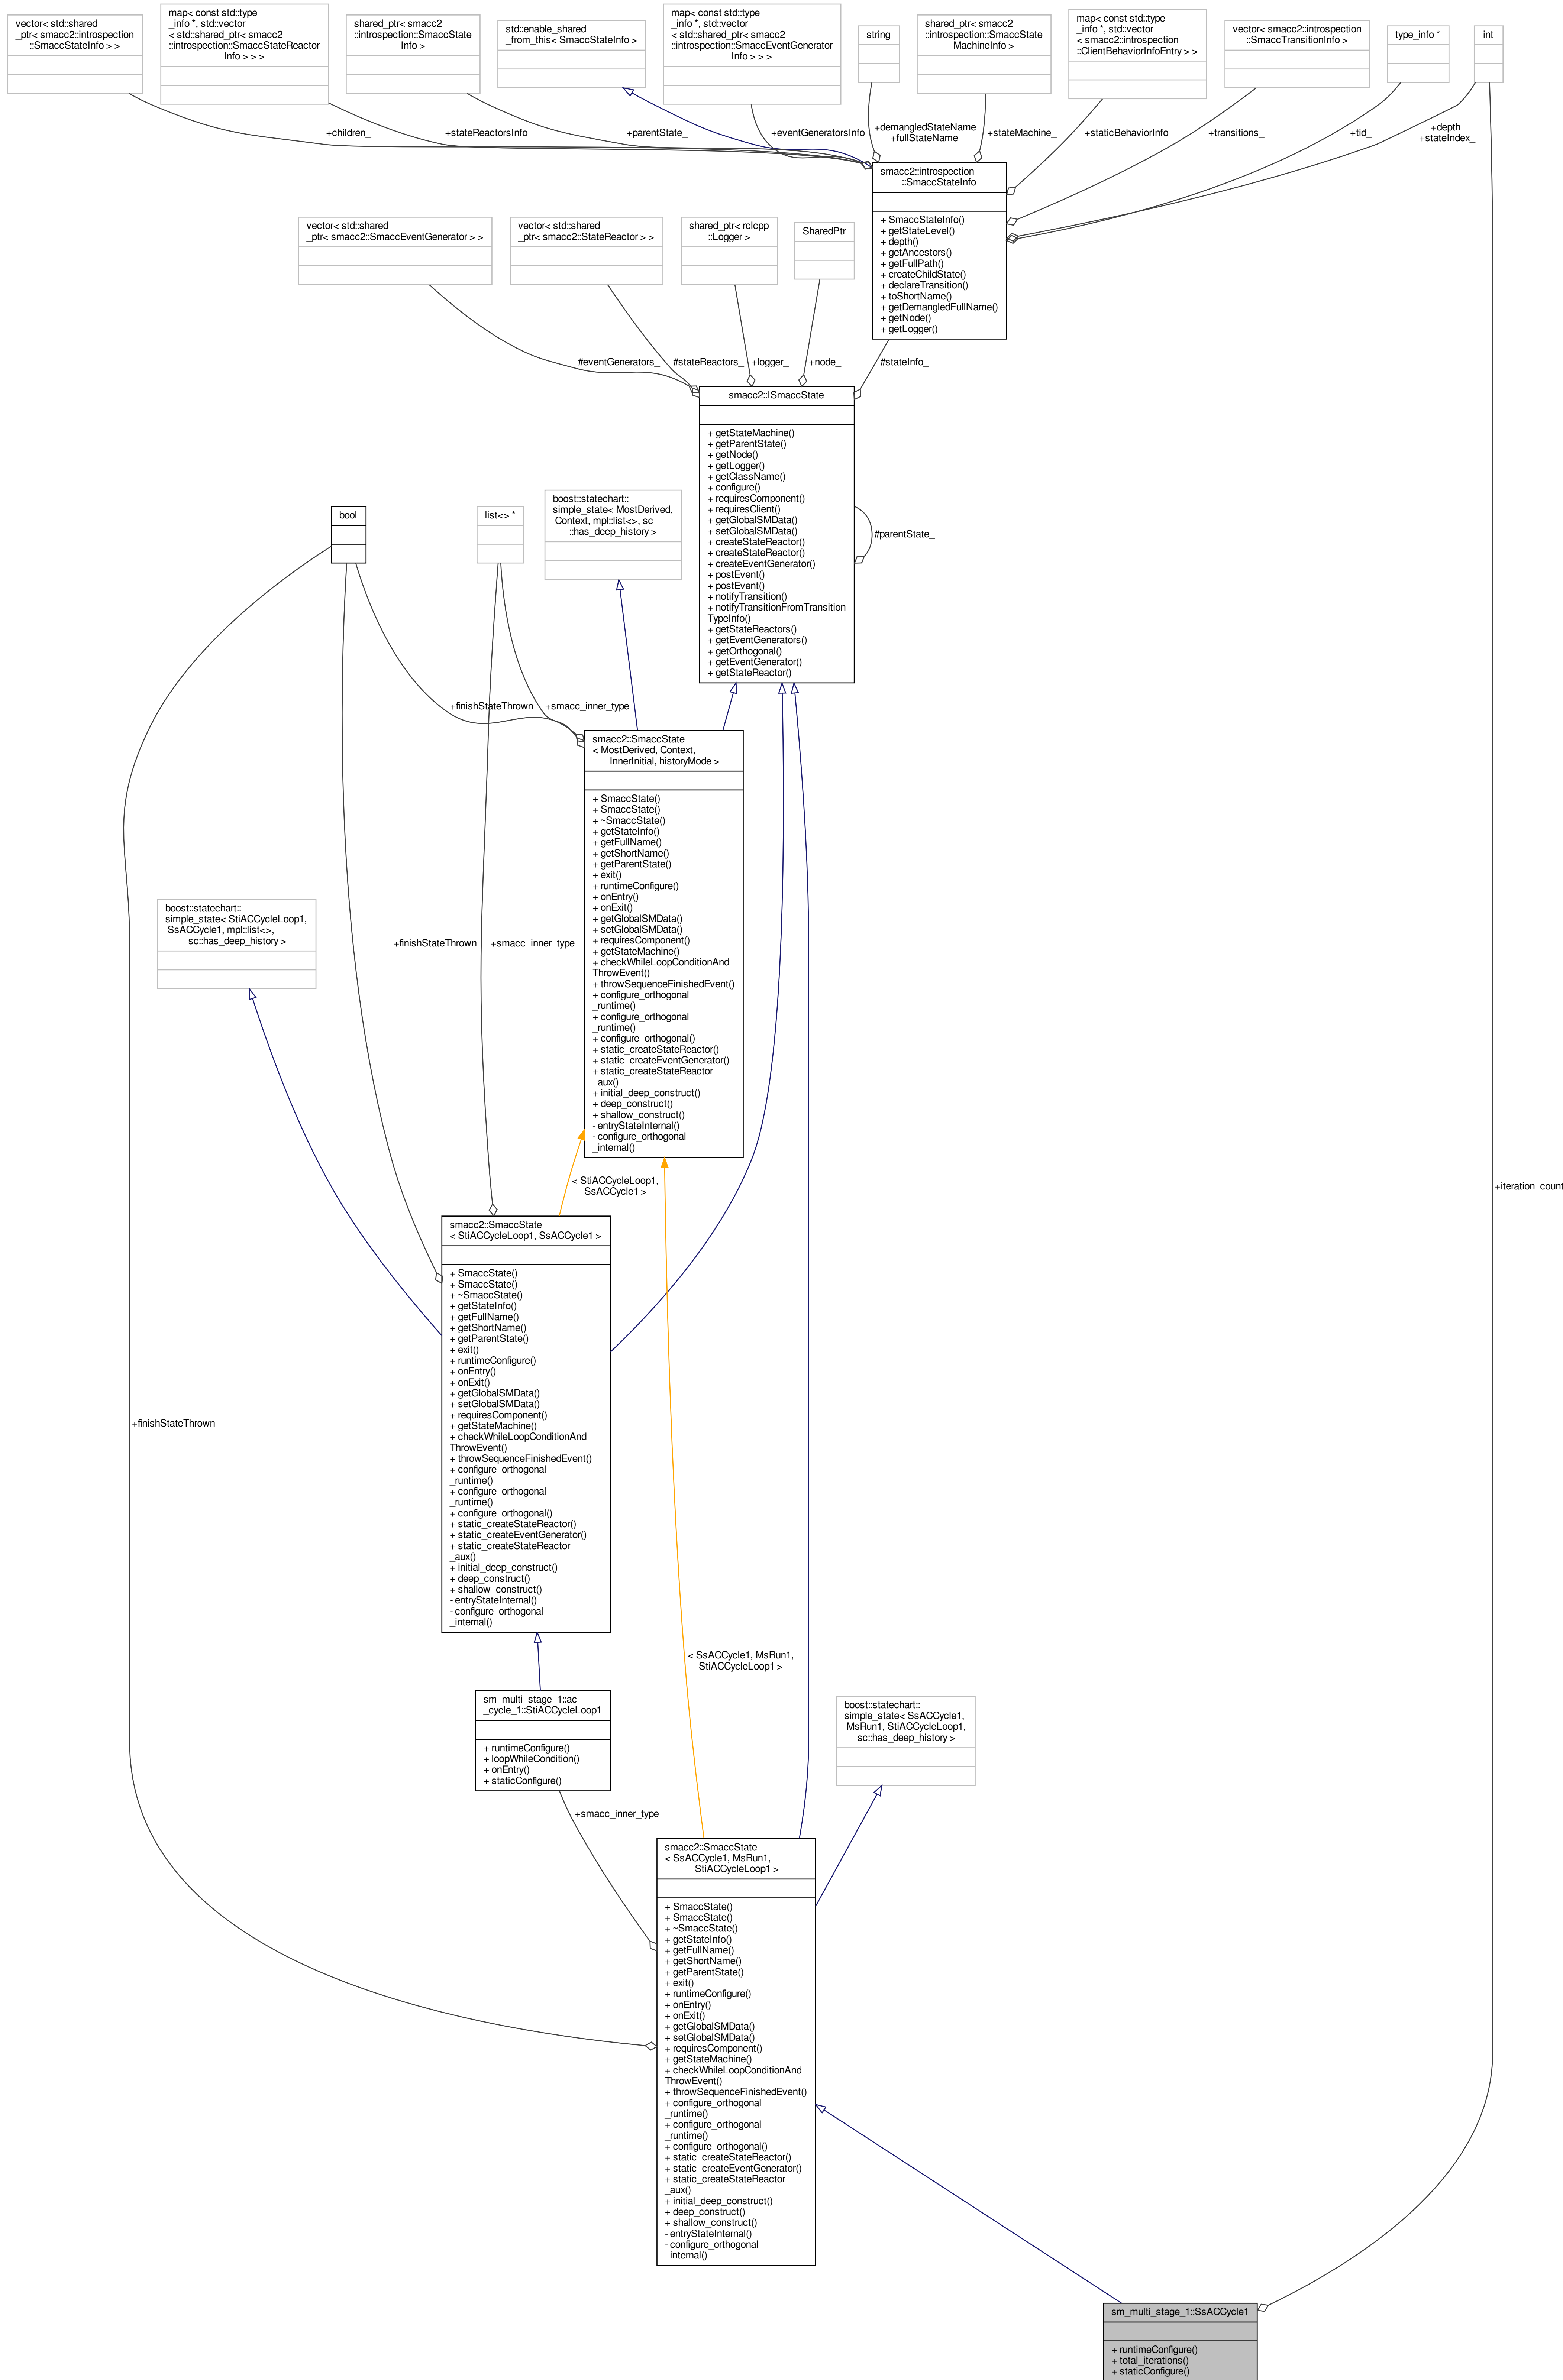 vector< std::shared
_ptr< smacc2::introspection
::SmaccStateInfo > >
map< const std::type
_info *, std::vector
< std::shared_ptr< smacc2
::introspection::SmaccStateReactor
Info > > >
shared_ptr< smacc2
::introspection::SmaccState
Info >
std::enable_shared
_from_this< SmaccStateInfo >
map< const std::type
_info *, std::vector
< std::shared_ptr< smacc2
::introspection::SmaccEventGenerator
Info > > >
string
shared_ptr< smacc2
::introspection::SmaccState
MachineInfo >
map< const std::type
_info *, std::vector
< smacc2::introspection
::ClientBehaviorInfoEntry > >
vector< smacc2::introspection
::SmaccTransitionInfo >
type_info *
int
+children_
+stateReactorsInfo
+parentState_
+eventGeneratorsInfo
+demangledStateName
+fullStateName
+stateMachine_
+staticBehaviorInfo
+transitions_
+tid_
+depth_
+stateIndex_
smacc2::introspection
::SmaccStateInfo
+ SmaccStateInfo()
+ getStateLevel()
+ depth()
+ getAncestors()
+ getFullPath()
+ createChildState()
+ declareTransition()
+ toShortName()
+ getDemangledFullName()
+ getNode()
+ getLogger()
vector< std::shared
_ptr< smacc2::SmaccEventGenerator > >
vector< std::shared
_ptr< smacc2::StateReactor > >
shared_ptr< rclcpp
::Logger >
SharedPtr
#eventGenerators_
#stateReactors_
+logger_
+node_
#stateInfo_
smacc2::ISmaccState
+ getStateMachine()
+ getParentState()
+ getNode()
+ getLogger()
+ getClassName()
+ configure()
+ requiresComponent()
+ requiresClient()
+ getGlobalSMData()
+ setGlobalSMData()
+ createStateReactor()
+ createStateReactor()
+ createEventGenerator()
+ postEvent()
+ postEvent()
+ notifyTransition()
+ notifyTransitionFromTransition
TypeInfo()
+ getStateReactors()
+ getEventGenerators()
+ getOrthogonal()
+ getEventGenerator()
+ getStateReactor()
#parentState_
bool
list<> *
boost::statechart::
simple_state< MostDerived,
Context, mpl::list<>, sc
::has_deep_history >
+finishStateThrown
+smacc_inner_type
smacc2::SmaccState
< MostDerived, Context,
InnerInitial, historyMode >
+ SmaccState()
+ SmaccState()
+ ~SmaccState()
+ getStateInfo()
+ getFullName()
+ getShortName()
+ getParentState()
+ exit()
+ runtimeConfigure()
+ onEntry()
+ onExit()
+ getGlobalSMData()
+ setGlobalSMData()
+ requiresComponent()
+ getStateMachine()
+ checkWhileLoopConditionAnd
ThrowEvent()
+ throwSequenceFinishedEvent()
+ configure_orthogonal
_runtime()
+ configure_orthogonal
_runtime()
+ configure_orthogonal()
+ static_createStateReactor()
+ static_createEventGenerator()
+ static_createStateReactor
_aux()
+ initial_deep_construct()
+ deep_construct()
+ shallow_construct()
- entryStateInternal()
- configure_orthogonal
_internal()
boost::statechart::
simple_state< StiACCycleLoop1,
SsACCycle1, mpl::list<>,
sc::has_deep_history >
+finishStateThrown
+smacc_inner_type
< StiACCycleLoop1,
SsACCycle1 >
+iteration_count
smacc2::SmaccState
< StiACCycleLoop1, SsACCycle1 >
+ SmaccState()
+ SmaccState()
+ ~SmaccState()
+ getStateInfo()
+ getFullName()
+ getShortName()
+ getParentState()
+ exit()
+ runtimeConfigure()
+ onEntry()
+ onExit()
+ getGlobalSMData()
+ setGlobalSMData()
+ requiresComponent()
+ getStateMachine()
+ checkWhileLoopConditionAnd
ThrowEvent()
+ throwSequenceFinishedEvent()
+ configure_orthogonal
_runtime()
+ configure_orthogonal
_runtime()
+ configure_orthogonal()
+ static_createStateReactor()
+ static_createEventGenerator()
+ static_createStateReactor
_aux()
+ initial_deep_construct()
+ deep_construct()
+ shallow_construct()
- entryStateInternal()
- configure_orthogonal
_internal()
+finishStateThrown
< SsACCycle1, MsRun1,
StiACCycleLoop1 >
sm_multi_stage_1::ac
_cycle_1::StiACCycleLoop1
+ runtimeConfigure()
+ loopWhileCondition()
+ onEntry()
+ staticConfigure()
boost::statechart::
simple_state< SsACCycle1,
MsRun1, StiACCycleLoop1,
sc::has_deep_history >
+smacc_inner_type
smacc2::SmaccState
< SsACCycle1, MsRun1,
StiACCycleLoop1 >
+ SmaccState()
+ SmaccState()
+ ~SmaccState()
+ getStateInfo()
+ getFullName()
+ getShortName()
+ getParentState()
+ exit()
+ runtimeConfigure()
+ onEntry()
+ onExit()
+ getGlobalSMData()
+ setGlobalSMData()
+ requiresComponent()
+ getStateMachine()
+ checkWhileLoopConditionAnd
ThrowEvent()
+ throwSequenceFinishedEvent()
+ configure_orthogonal
_runtime()
+ configure_orthogonal
_runtime()
+ configure_orthogonal()
+ static_createStateReactor()
+ static_createEventGenerator()
+ static_createStateReactor
_aux()
+ initial_deep_construct()
+ deep_construct()
+ shallow_construct()
- entryStateInternal()
- configure_orthogonal
_internal()
sm_multi_stage_1::SsACCycle1
+ runtimeConfigure()
+ total_iterations()
+ staticConfigure()